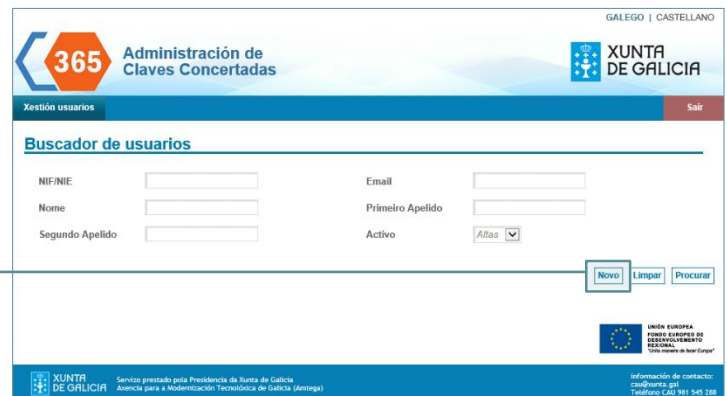 GALEGO | CASTELLANO
365
Administración de
Claves Concertadas
XUNTA
DE GALICIA
Xestión usuarios
Saír
Buscador de usuarios
NIF/NIE
Email
Nome
Primeiro Apelido
Segundo Apelido
Activo
Altas
Novo
Limpar
Procurar
UNIÓN EUROPEA
FONDO EUROPEO DE
DESENVOLVEMENTO
REXIONAL
"Unha maneira de facer Europa"
XUNTA
DE GALICIA
Servizo prestado pola Presidencia da Xunta de Galicia
Axencia para a Modernización Tecnolóxica de Galicia (Amtega)
información de contacto:
cau@xunta.gal
Teléfono CAU 981 545 288